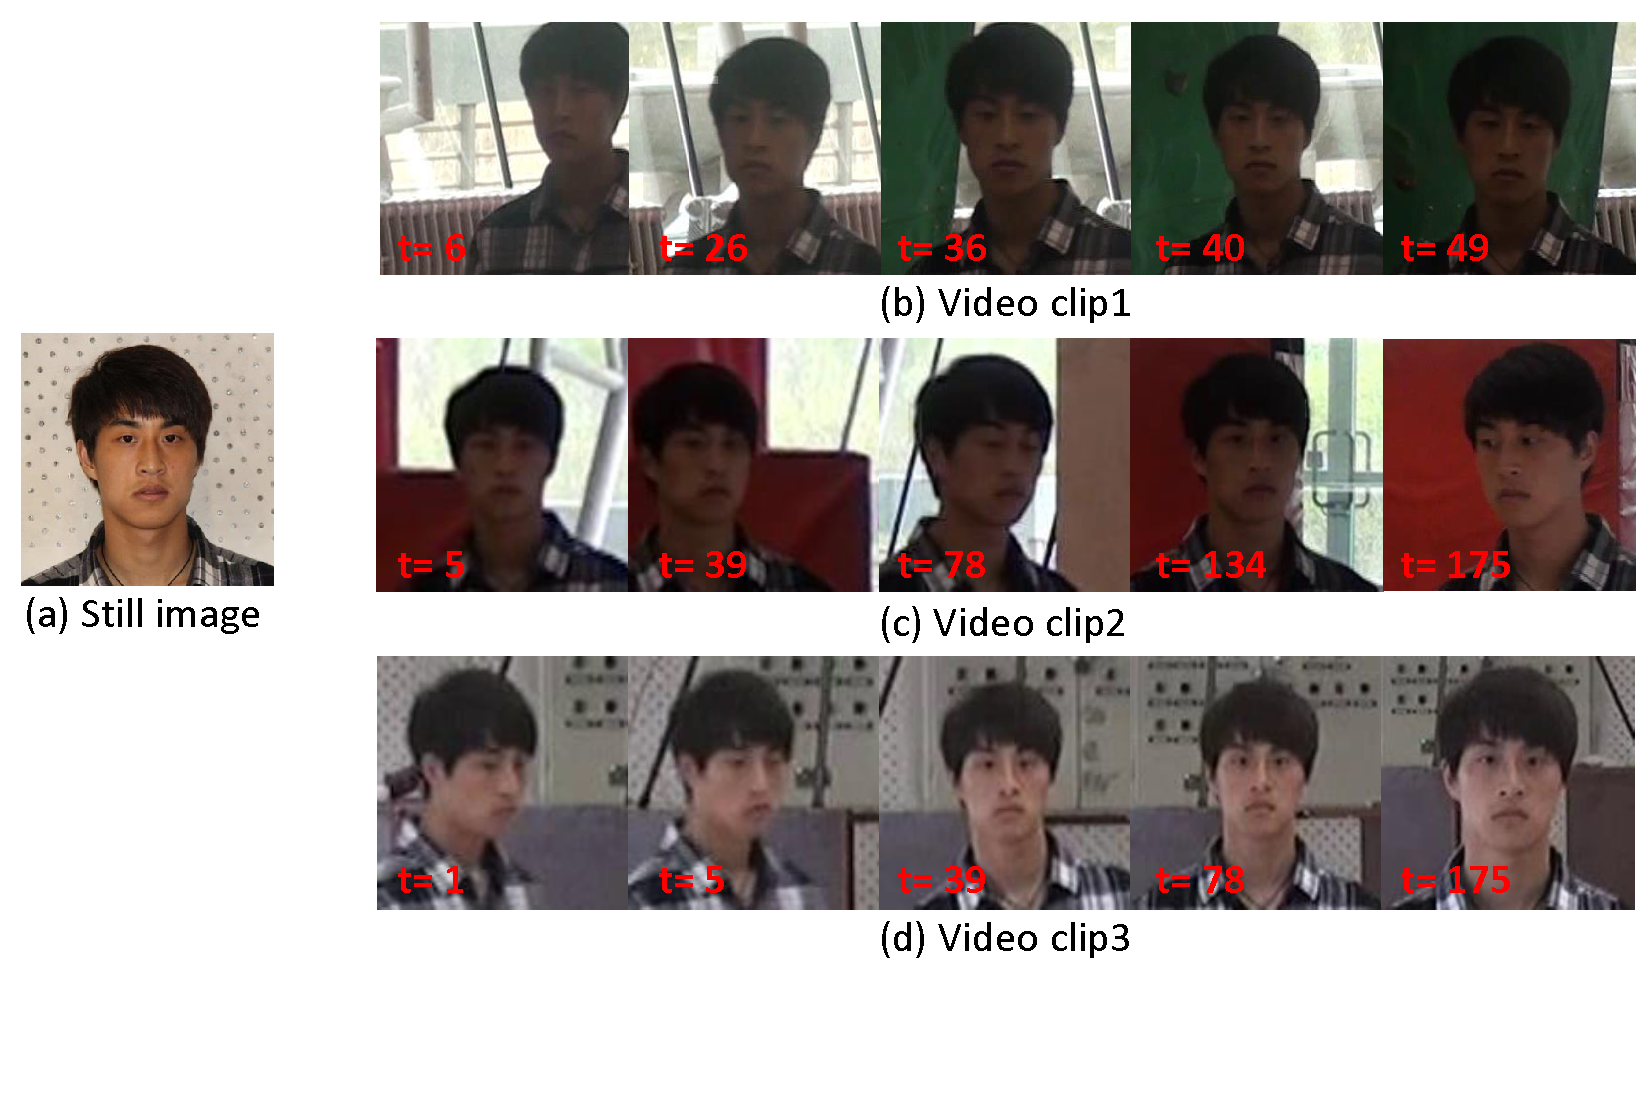 t= 6
t= 26
t= 36
t= 40
t= 49
(b) Video clip1
t= 5
t= 39
t= 78
t= 134
t= 175
(a) Still image
(c) Video clip2
t= 1
t= 5
t= 39
t= 78
t= 175
(d) Video clip3